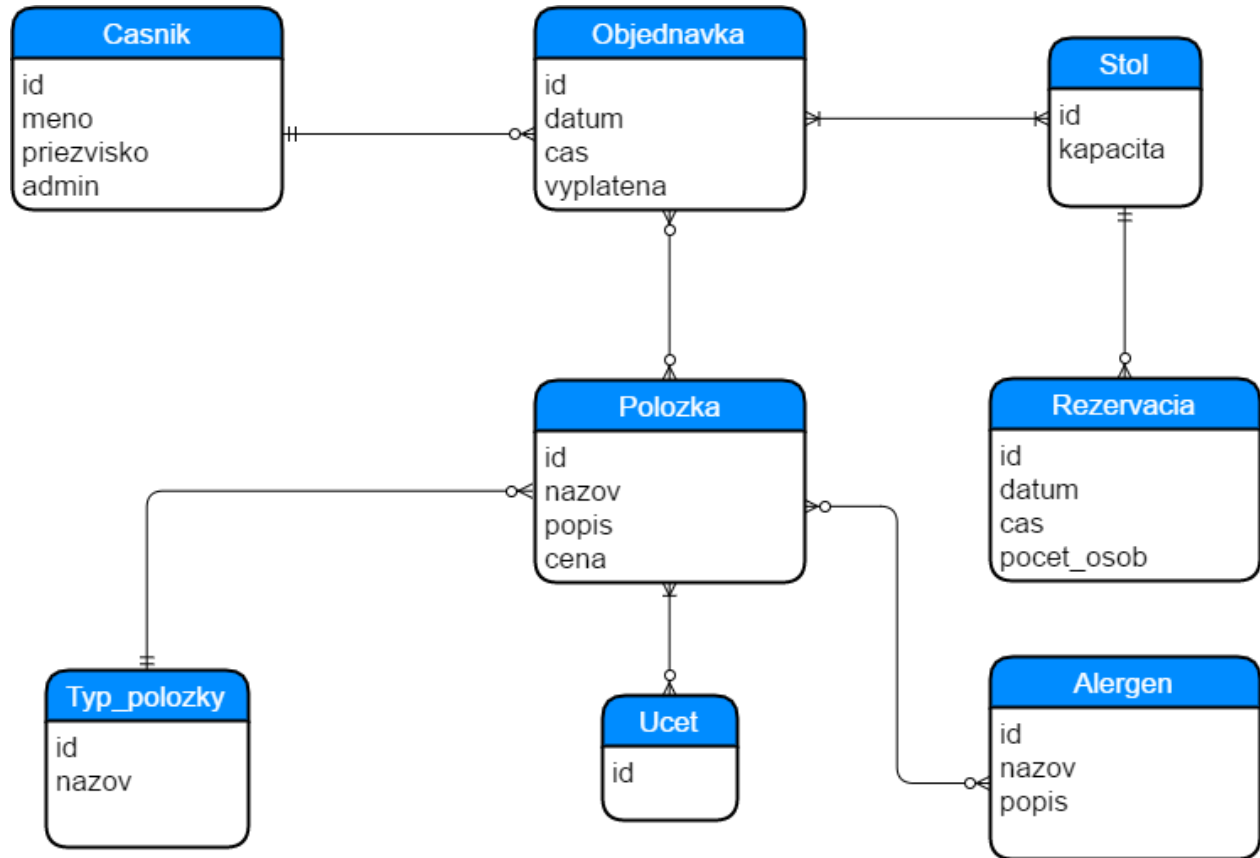 Casnik
id
meno
priezvisko
admin
Objednavka
id
datum
cas
vyplatena
Stol
id
kapacita
Polozka
id
nazov
popis
cena
Rezervacia
id
datum
cas
pocet_osob
Typ_polozky
id
nazov
Ucet
id
Alergen
id
nazov
popis